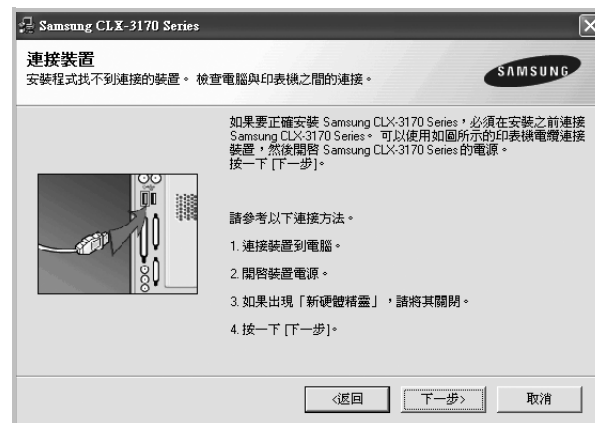 Samsung CLX-3170 Series
連接裝置
安裝程式找不到連接的裝置。 檢查電腦與印表機之間的連接。
SAMSUNG
如果要正確安裝 Samsung CLX-3170 Series,必須在安裝之前連接
Samsung CLX-3170 Series。 可以使用如圖所示的印表機電纜連接
裝置,然後開啓 Samsung CLX-3170 Series 的電源。
按一下 [下一步]。
請參考以下連接方法。
1. 連接裝置到電腦。
2. 開啓裝置電源。
3. 如果出現「新硬體精靈」,請將其關閉。
4. 按一下 [下一步]。
<返回
下一步>
取消